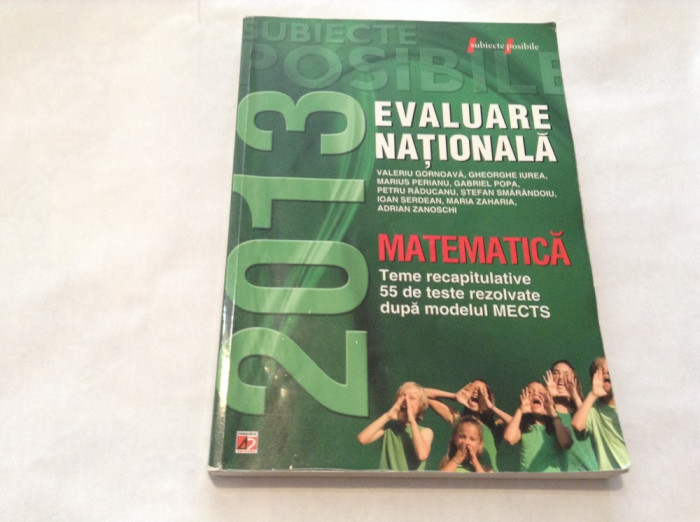 SUBIECTE
POSIBILE
subiecte posibile
2013
EVALUARE
NAȚIONALĂ
VALERIU GORNOAVĂ, GHEORGHE IUREA,
MARIUS PERIANU, GABRIEL POPA,
PETRU RĂDUCANU, ȘTEFAN SMĂRĂNDOIU,
IOAN ȘERDEAN, MARIA ZAHARIA,
ADRIAN ZANOSCHI
MATEMATICĂ
Teme recapitulative
55 de teste rezolvate
după modelul MECTS